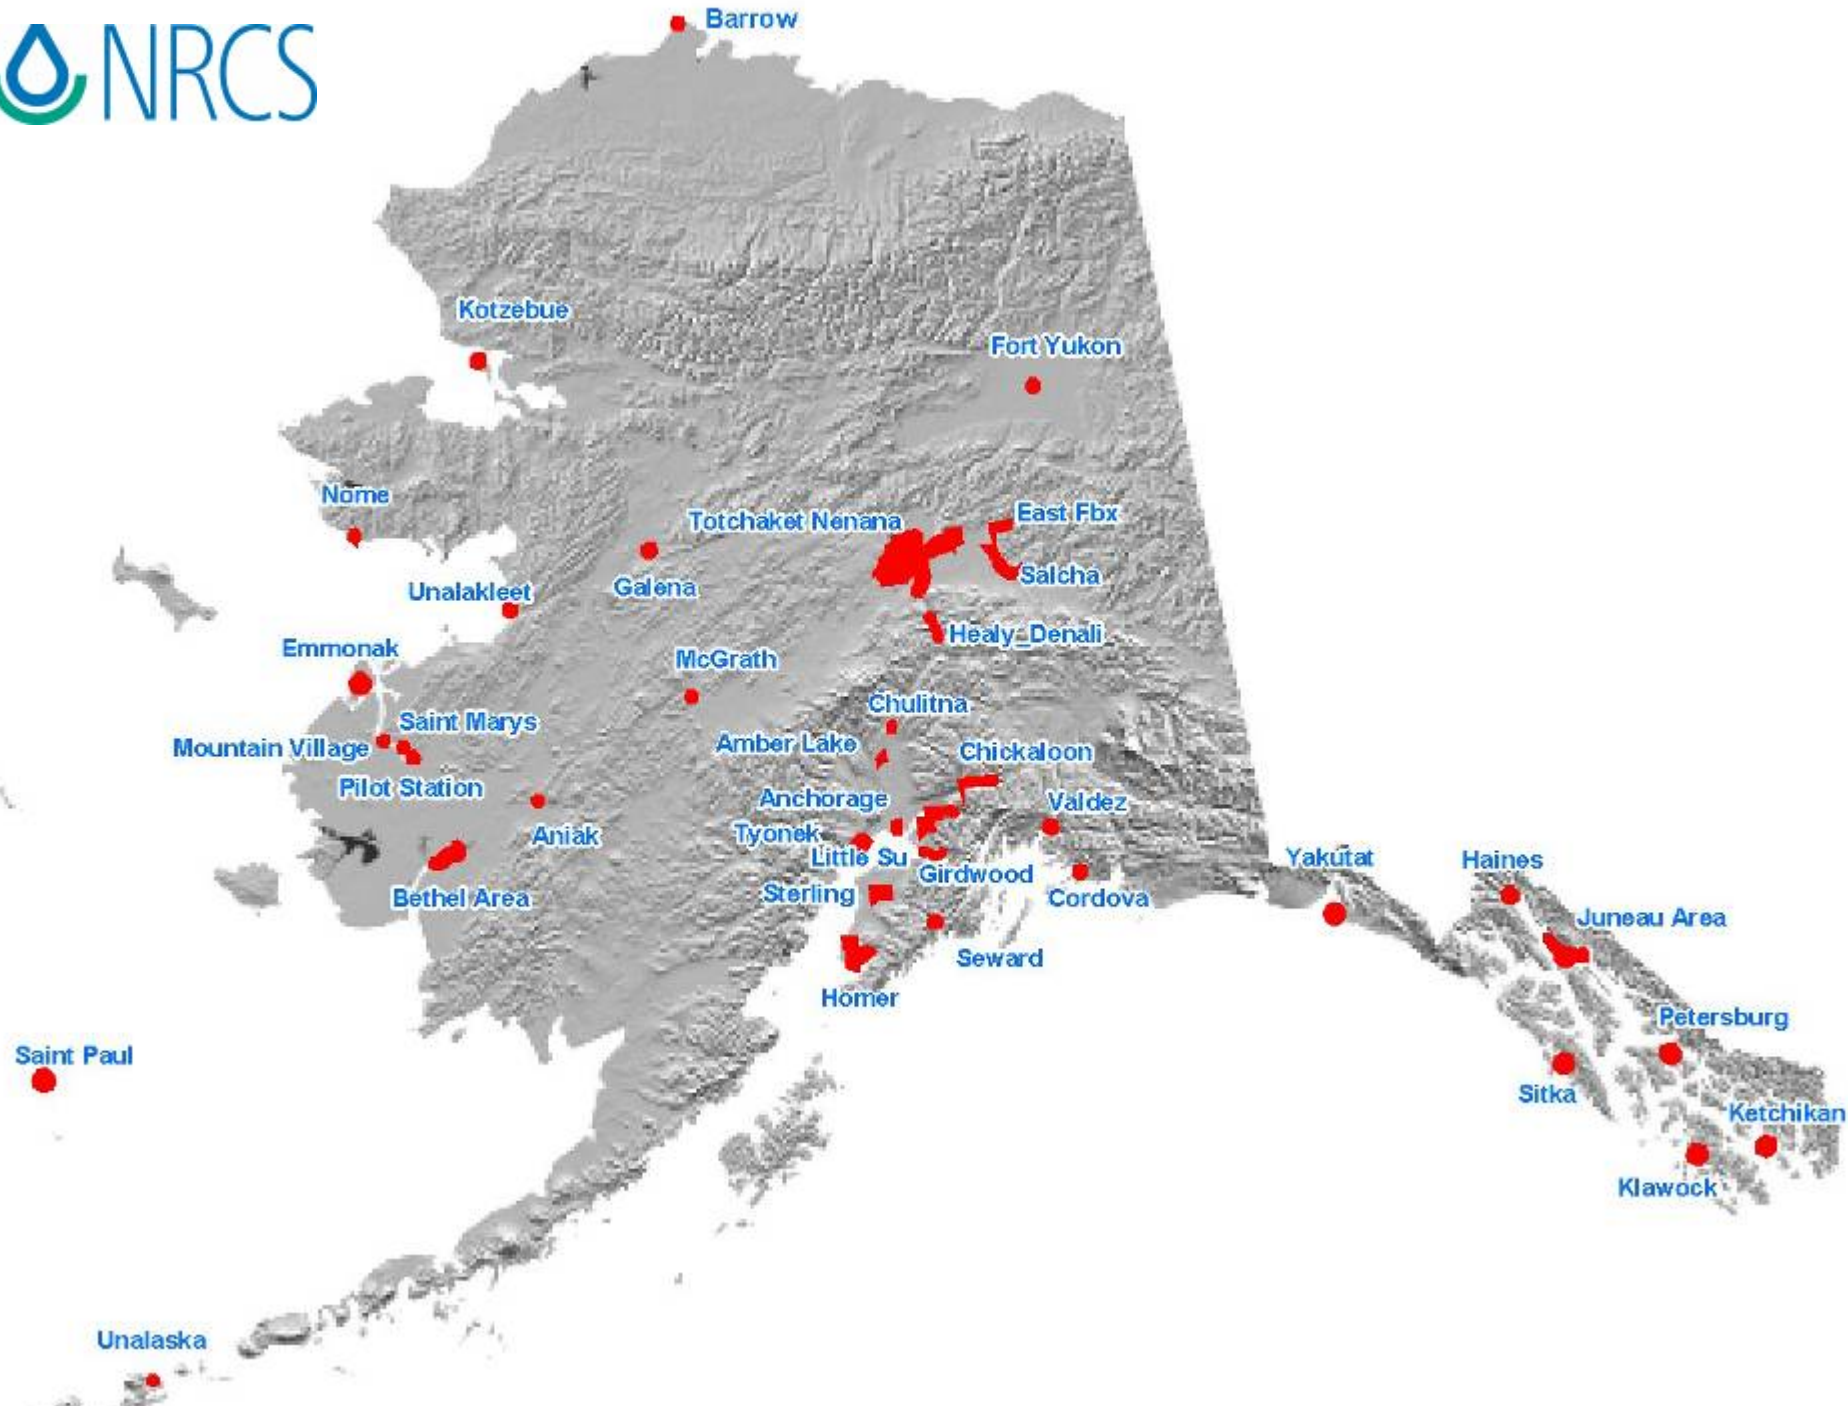 NRCS
Barrow
Kotzebue
Fort Yukon
Nome
Totchaket Nenana
East Fbx
Galena
Salcha
Unalakleet
Healy_Denali
Emmonak
McGrath
Chulitna
Saint Marys
Mountain Village
Amber Lake
Chickaloon
Pilot Station
Anchorage
Valdez
Aniak
Tyonek
Little Su
Girdwood
Yakutat
Haines
Bethel Area
Sterling
Cordova
Juneau Area
Seward
Homer
Petersburg
Saint Paul
Sitka
Ketchikan
Klawock
Unalaska